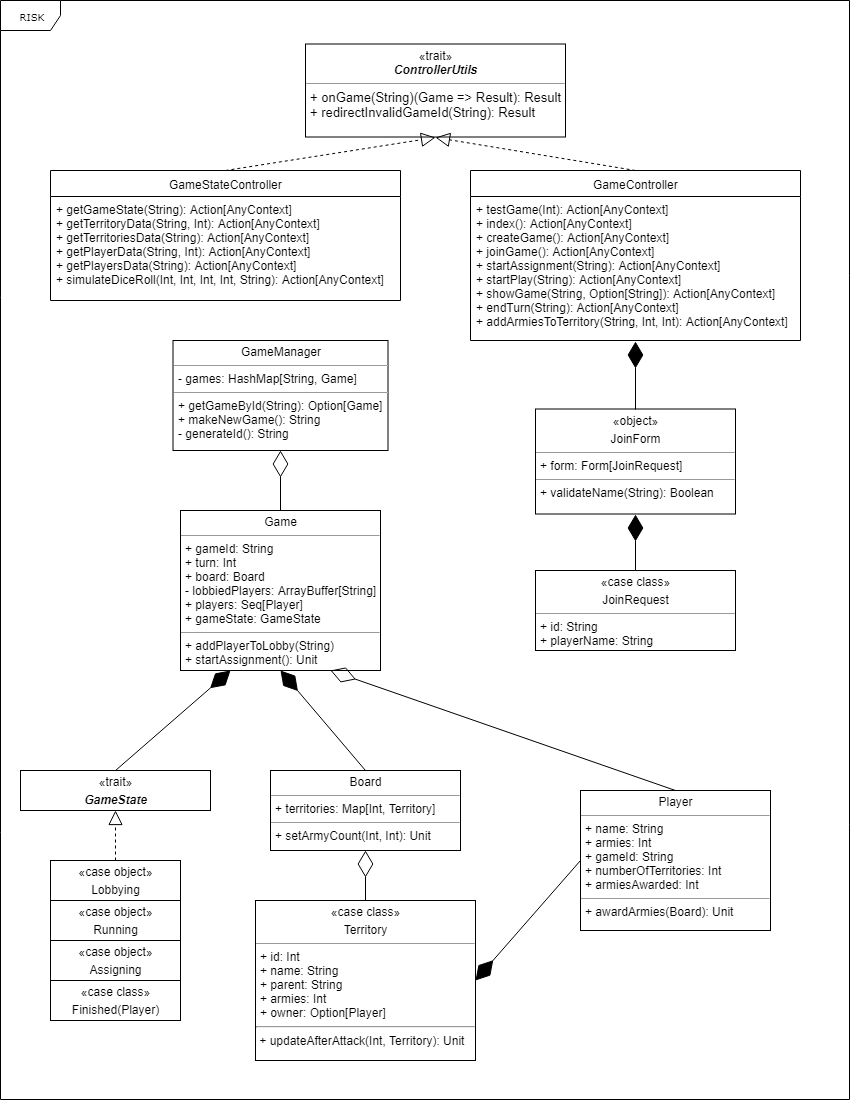 RISK
«trait»
ControllerUtils
+ onGame(String)(Game => Result): Result
+ redirectInvalidGameId(String): Result
GameStateController
+ getGameState(String): Action[AnyContext]
+ getTerritoryData(String, Int): Action[AnyContext]
+ getTerritoriesData(String): Action[AnyContext]
+ getPlayerData(String, Int): Action[AnyContext]
+ getPlayersData(String): Action[AnyContext]
+ simulateDiceRoll(Int, Int, Int, Int, String): Action[AnyContext]
GameController
+ testGame(Int): Action[AnyContext]
+ index(): Action[AnyContext]
+ createGame(): Action[AnyContext]
+ joinGame(): Action[AnyContext]
+ startAssignment(String): Action[AnyContext]
+ startPlay(String): Action[AnyContext]
+ showGame(String, Option[String]): Action[AnyContext]
+ endTurn(String): Action[AnyContext]
+ addArmiesToTerritory(String, Int, Int): Action[AnyContext]
GameManager
- games: HashMap[String, Game]
+ getGameById(String): Option[Game]
+ makeNewGame(): String
- generateId(): String
«object»
JoinForm
+ form: Form[JoinRequest]
+ validateName(String): Boolean
Game
+ gameId: String
+ turn: Int
+ board: Board
- lobbiedPlayers: ArrayBuffer[String]
+ players: Seq[Player]
+ gameState: GameState
+ addPlayerToLobby(String)
+ startAssignment(): Unit
«case class»
JoinRequest
+ id: String
+ playerName: String
«trait»
GameState
«case object»
Lobbying
«case object»
Running
«case object»
Assigning
«case class»
Finished(Player)
Board
+ territories: Map[Int, Territory]
+ setArmyCount(Int, Int): Unit
Player
+ name: String
+ armies: Int
+ gameId: String
+ numberOfTerritories: Int
+ armiesAwarded: Int
+ awardArmies(Board): Unit
«case class»
Territory
+ id: Int
+ name: String
+ parent: String
+ armies: Int
+ owner: Option[Player]
+ updateAfterAttack(Int, Territory): Unit